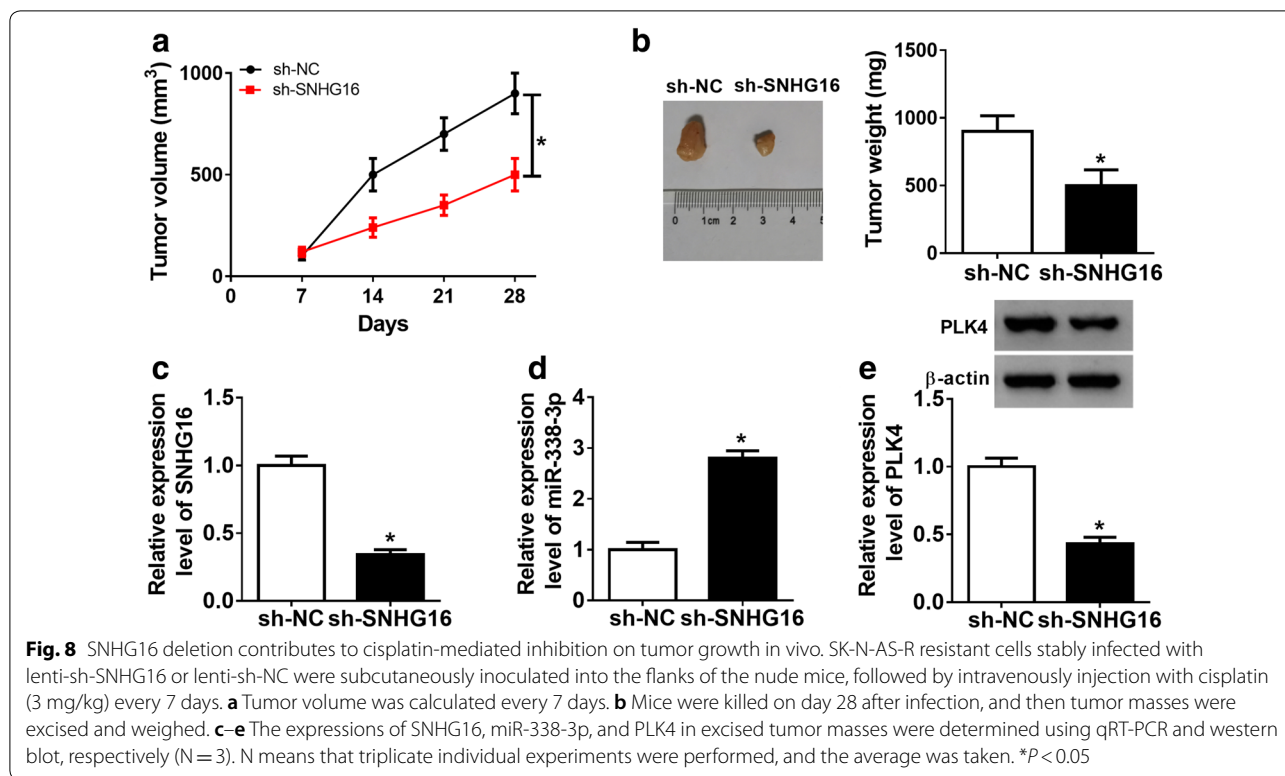 a
sh-NC
sh-SNHG16
Tumor volume (mm³)
1000
500
0
*
0 7 14 21 28
Days
b
sh-NC sh-SNHG16
0 1cm 2 3 4 5
Tumor weight (mg)
1500
1000
500
0
*
sh-NC sh-SNHG16
c
Relative expression
level of SNHG16
1.5
1.0
0.5
0.0
*
sh-NC sh-SNHG16
d
Relative expression
level of miR-338-3p
4
3
2
1
0
*
sh-NC sh-SNHG16
PLK4
β-actin
e
Relative expression
level of PLK4
1.5
1.0
0.5
0.0
*
sh-NC sh-SNHG16
Fig. 8 SNHG16 deletion contributes to cisplatin-mediated inhibition on tumor growth in vivo. SK-N-AS-R resistant cells stably infected with
lenti-sh-SNHG16 or lenti-sh-NC were subcutaneously inoculated into the flanks of the nude mice, followed by intravenously injection with cisplatin
(3 mg/kg) every 7 days. a Tumor volume was calculated every 7 days. b Mice were killed on day 28 after infection, and then tumor masses were
excised and weighed. c–e The expressions of SNHG16, miR-338-3p, and PLK4 in excised tumor masses were determined using qRT-PCR and western
blot, respectively (N = 3). N means that triplicate individual experiments were performed, and the average was taken. *P < 0.05